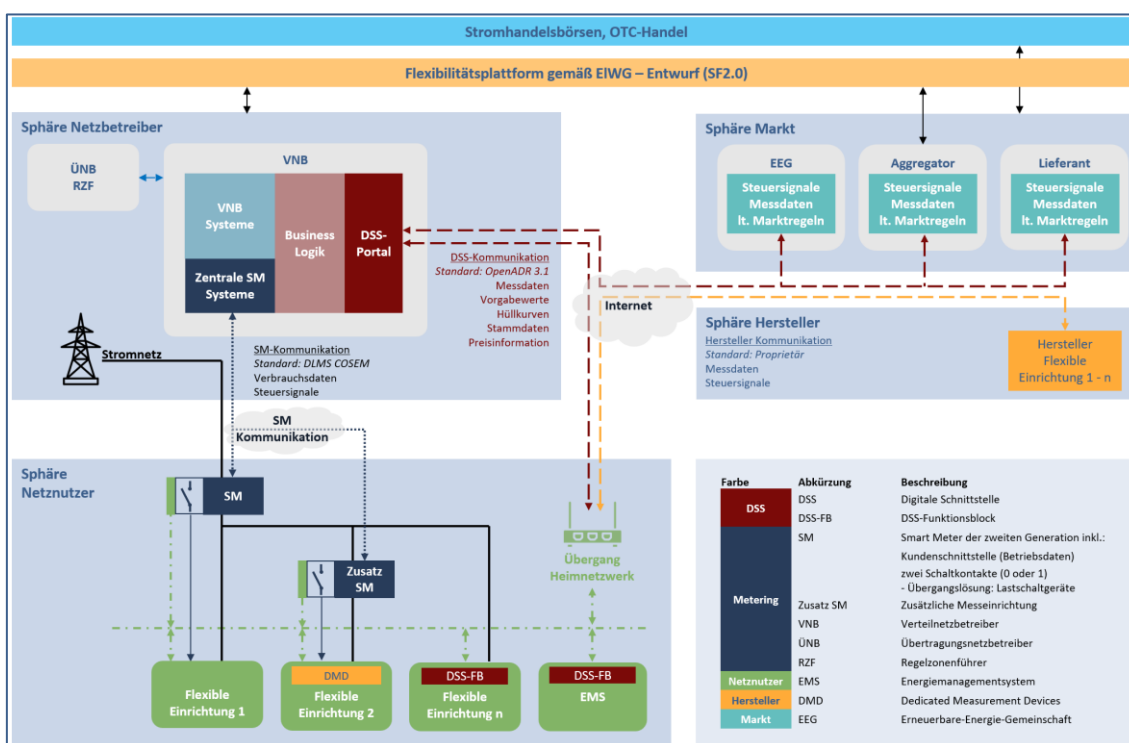 Stromhandelsbörsen, OTC-Handel
Flexibilitätsplattform gemäß ElWG – Entwurf (SF2.0)
Sphäre Netzbetreiber
ÜNB
RZF
VNB
VNB
Systeme
Zentrale SM
Systeme
Business
Logik
DSS-
Portal
DSS-Kommunikation
Standard: OpenADR 3.1
Messdaten
Vorgabewerte
Hüllkurven
Stammdaten
Preisinformation
Stromnetz
SM-Kommunikation
Standard: DLMS COSEM
Verbrauchsdaten
Steuersignale
SM
Kommunikation
Internet
Sphäre Markt
EEG
Steuersignale
Messdaten
lt. Marktregeln
Aggregator
Steuersignale
Messdaten
lt. Marktregeln
Lieferant
Steuersignale
Messdaten
lt. Marktregeln
Sphäre Hersteller
Hersteller Kommunikation
Standard: Proprietär
Messdaten
Steuersignale
Hersteller
Flexible
Einrichtung 1 - n
Sphäre
Netznutzer
SM
Zusatz
SM
Übergang
Heimnetzwerk
Flexible
Einrichtung 1
DMD
Flexible
Einrichtung 2
DSS-FB
Flexible
Einrichtung n
DSS-FB
EMS
Farbe Abkürzung Beschreibung
DSS DSS Digitale Schnittstelle
DSS-FB DSS-Funktionsblock
Metering SM Smart Meter der zweiten Generation inkl.:
Kundenschnittstelle (Betriebsdaten)
zwei Schaltkontakte (0 oder 1)
- Übergangslösung: Lastschaltgeräte
Zusatz SM Zusätzliche Messeinrichtung
VNB Verteilnetzbetreiber
ÜNB Übertragungsnetzbetreiber
RZF Regelzonenführer
Netznutzer EMS Energiemanagementsystem
Hersteller DMD Dedicated Measurement Devices
Markt EEG Erneuerbare-Energie-Gemeinschaft